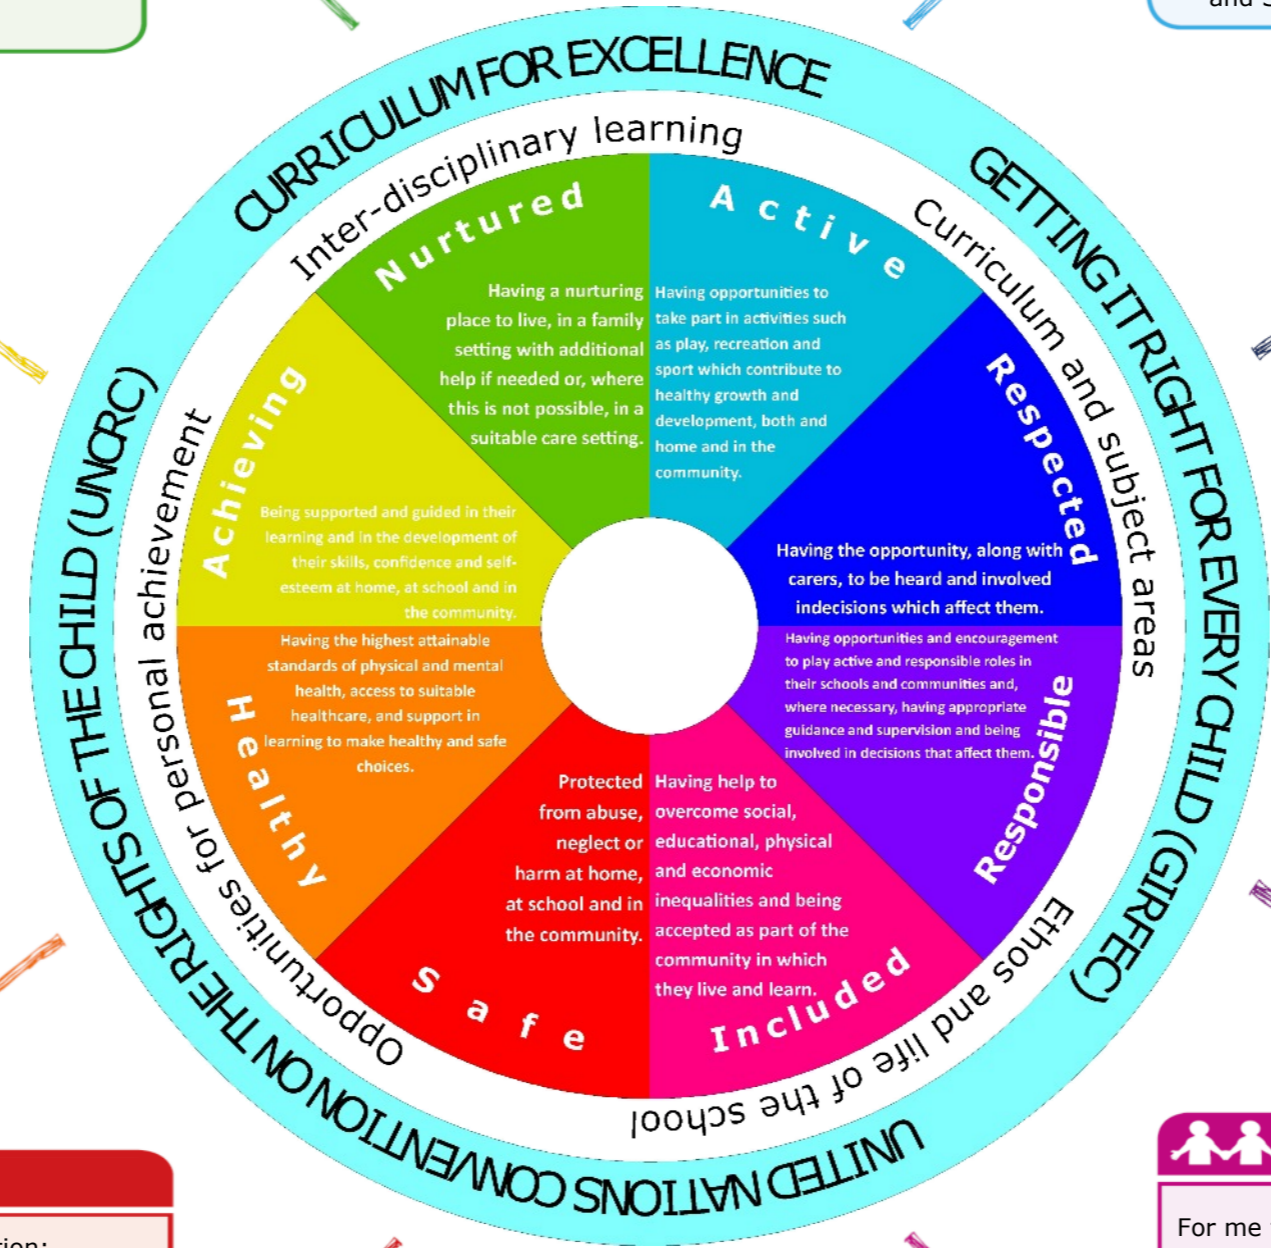 and
CURRICULUM FOR EXCELLENCE
GETTING IT RIGHT FOR EVERY CHILD (GIRFEC)
UNITED NATIONS CONVENTION ON THE RIGHTS OF THE CHILD (UNCRC)
Inter-disciplinary learning
Curriculum and subject areas
Ethos and life of the school
Opportunities for personal achievement
Nurtured
Having a nurturing
place to live, in a family
setting with additional
help if needed or, where
this is not possible, in a
suitable care setting.
Active
Having opportunities to
take part in activities such
as play, recreation and
sport which contribute to
healthy growth and
development, both and
home and in the
community.
Respected
Having the opportunity, along with
carers, to be heard and involved
indecisions which affect them.
Responsible
Having opportunities and encouragement
to play active and responsible roles in
their schools and communities and,
where necessary, having appropriate
guidance and supervision and being
involved in decisions that affect them.
Included
Having help to
overcome social,
educational, physical
and economic
inequalities and being
accepted as part of the
community in which
they live and learn.
Safe
Protected
from abuse,
neglect or
harm at home,
at school and in
the community.
Healthy
Having the highest attainable
standards of physical and mental
health, access to suitable
healthcare, and support in
learning to make healthy and safe
choices.
Achieving
Being supported and guided in their
learning and in the development of
their skills, confidence and self-
esteem at home, at school and in
the community.
For me